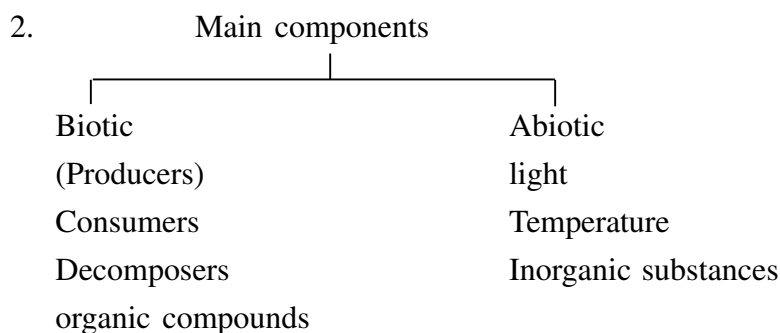 2. Main components
Biotic Abiotic
(Producers) light
Consumers Temperature
Decomposers Inorganic substances
organic compounds